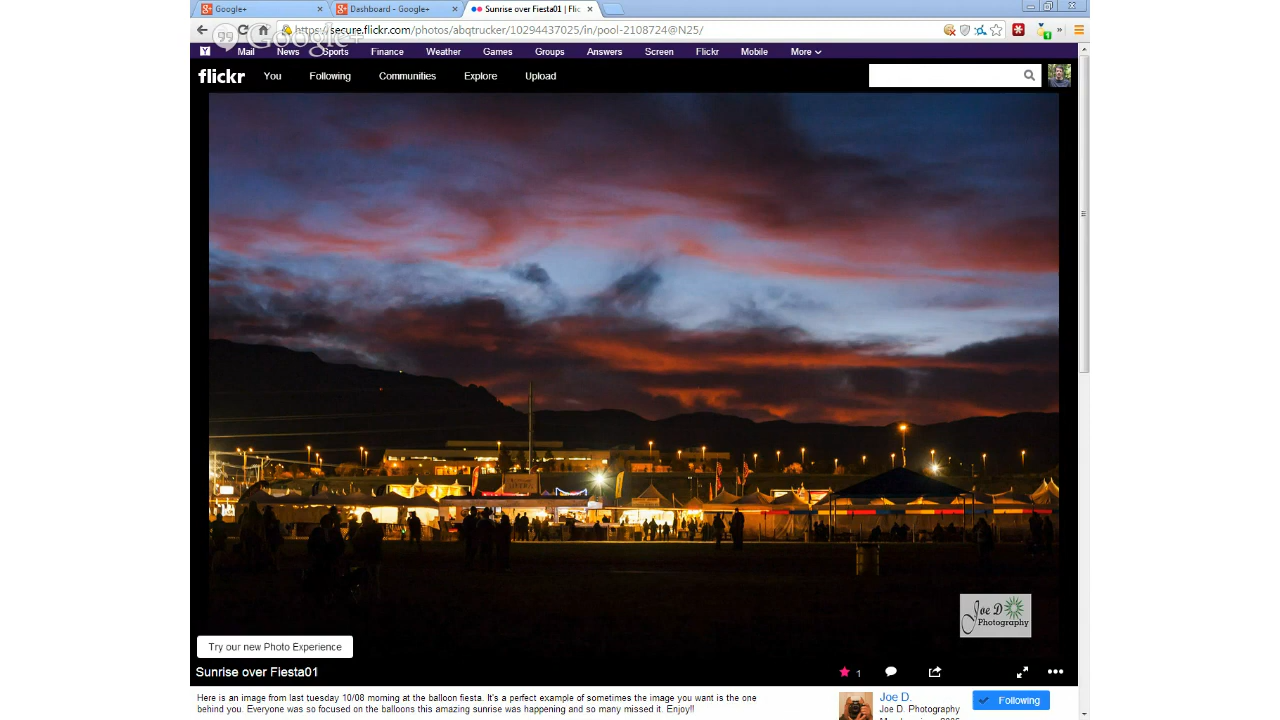 Google+
Dashboard - Google+
Sunrise over Fiesta01 | Flic
https://secure.flickr.com/photos/abqtrucker/10294437025/in/pool-2108724@N25/
Google+
Mail News Sports Finance Weather Games Groups Answers Screen Flickr Mobile More
flickr You Following Communities Explore Upload
Joe D
Photography
Try our new Photo Experience
Sunrise over Fiesta01
1
Here is an image from last tuesday 10/08 morning at the balloon fiesta. It's a perfect example of sometimes the image you want is the one
behind you. Everyone was so focused on the balloons this amazing sunrise was happening and so many missed it. Enjoy!!
Joe D.
Joe D. Photography
Following